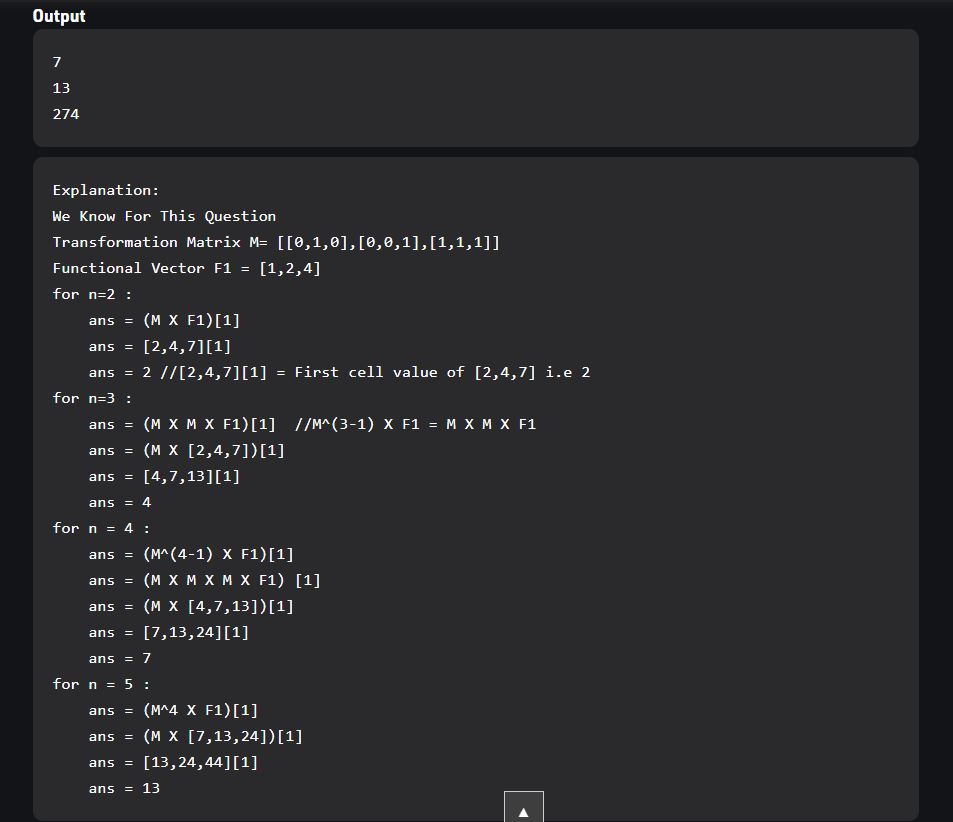 Output
7
13
274
Explanation:
We Know For This Question
Transformation Matrix M= [[0,1,0],[0,0,1],[1,1,1]]
Functional Vector F1 = [1,2,4]
for n=2 :
ans = (M X F1)[1]
ans = [2,4,7][1]
ans = 2 //[2,4,7][1] = First cell value of [2,4,7] i.e 2
for n=3 :
ans = (M X M X F1)[1]  //M^(3-1) X F1 = M X M X F1
ans = (M X [2,4,7])[1]
ans = [4,7,13][1]
ans = 4
for n = 4 :
ans = (M^(4-1) X F1)[1]
ans = (M X M X M X F1) [1]
ans = (M X [4,7,13])[1]
ans = [7,13,24][1]
ans = 7
for n = 5 :
ans = (M^4 X F1)[1]
ans = (M X [7,13,24])[1]
ans = [13,24,44][1]
ans = 13